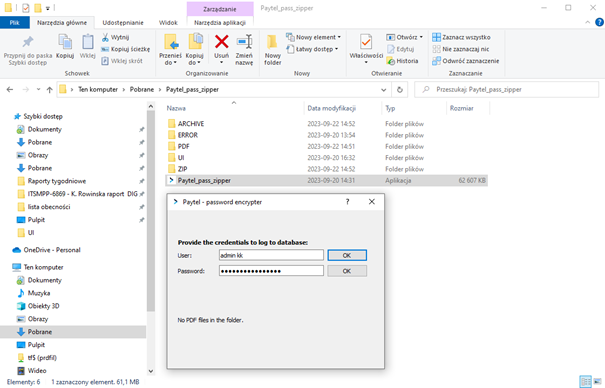 Zarządzanie
Paytel_pass_zipper
Plik
Narzędzia główne
Udostępnianie
Widok
Narzędzia aplikacji
Przypnij do paska
Szybki dostęp
Kopiuj
Wklej
Wytnij
Kopiuj ścieżkę
Wklej skrót
Schowek
Przenieś
do
Kopiuj
do
Usuń
Zmień
nazwę
Organizowanie
Nowy
folder
Nowy element
Łatwy dostęp
Nowy
Właściwości
Otwórz
Edytuj
Historia
Otwieranie
Zaznacz wszystko
Nie zaznaczaj nic
Odwróć zaznaczenie
Zaznaczanie
Ten komputer > Pobrane > Paytel_pass_zipper
Przeszukaj: Paytel_pass_zipper
Nazwa
Data modyfikacji
Typ
Rozmiar
ARCHIVE 2023-09-22 14:52 Folder plików
ERROR 2023-09-20 13:54 Folder plików
PDF 2023-09-22 14:51 Folder plików
UI 2023-09-20 16:32 Folder plików
ZIP 2023-09-22 14:52 Folder plików
Paytel_pass_zipper 2023-09-20 14:31 Aplikacja 62 607 KB
Szybki dostęp
Dokumenty
Pobrane
Obrazy
Raporty tygodniowe
ITSMPP-6869 - K. Rowinska raport DIG
lista obecności
Pulpit
UI
OneDrive - Personal
Ten komputer
Dokumenty
Muzyka
Obiekty 3D
Obrazy
Pobrane
Pulpit
tf5 (prdfil)
Wideo
Paytel - password encrypter
?
Provide the credentials to log to database:
User: admin kk OK
Password: OK
No PDF files in the folder.
Elementy: 6 1 zaznaczony element. 61,1 MB